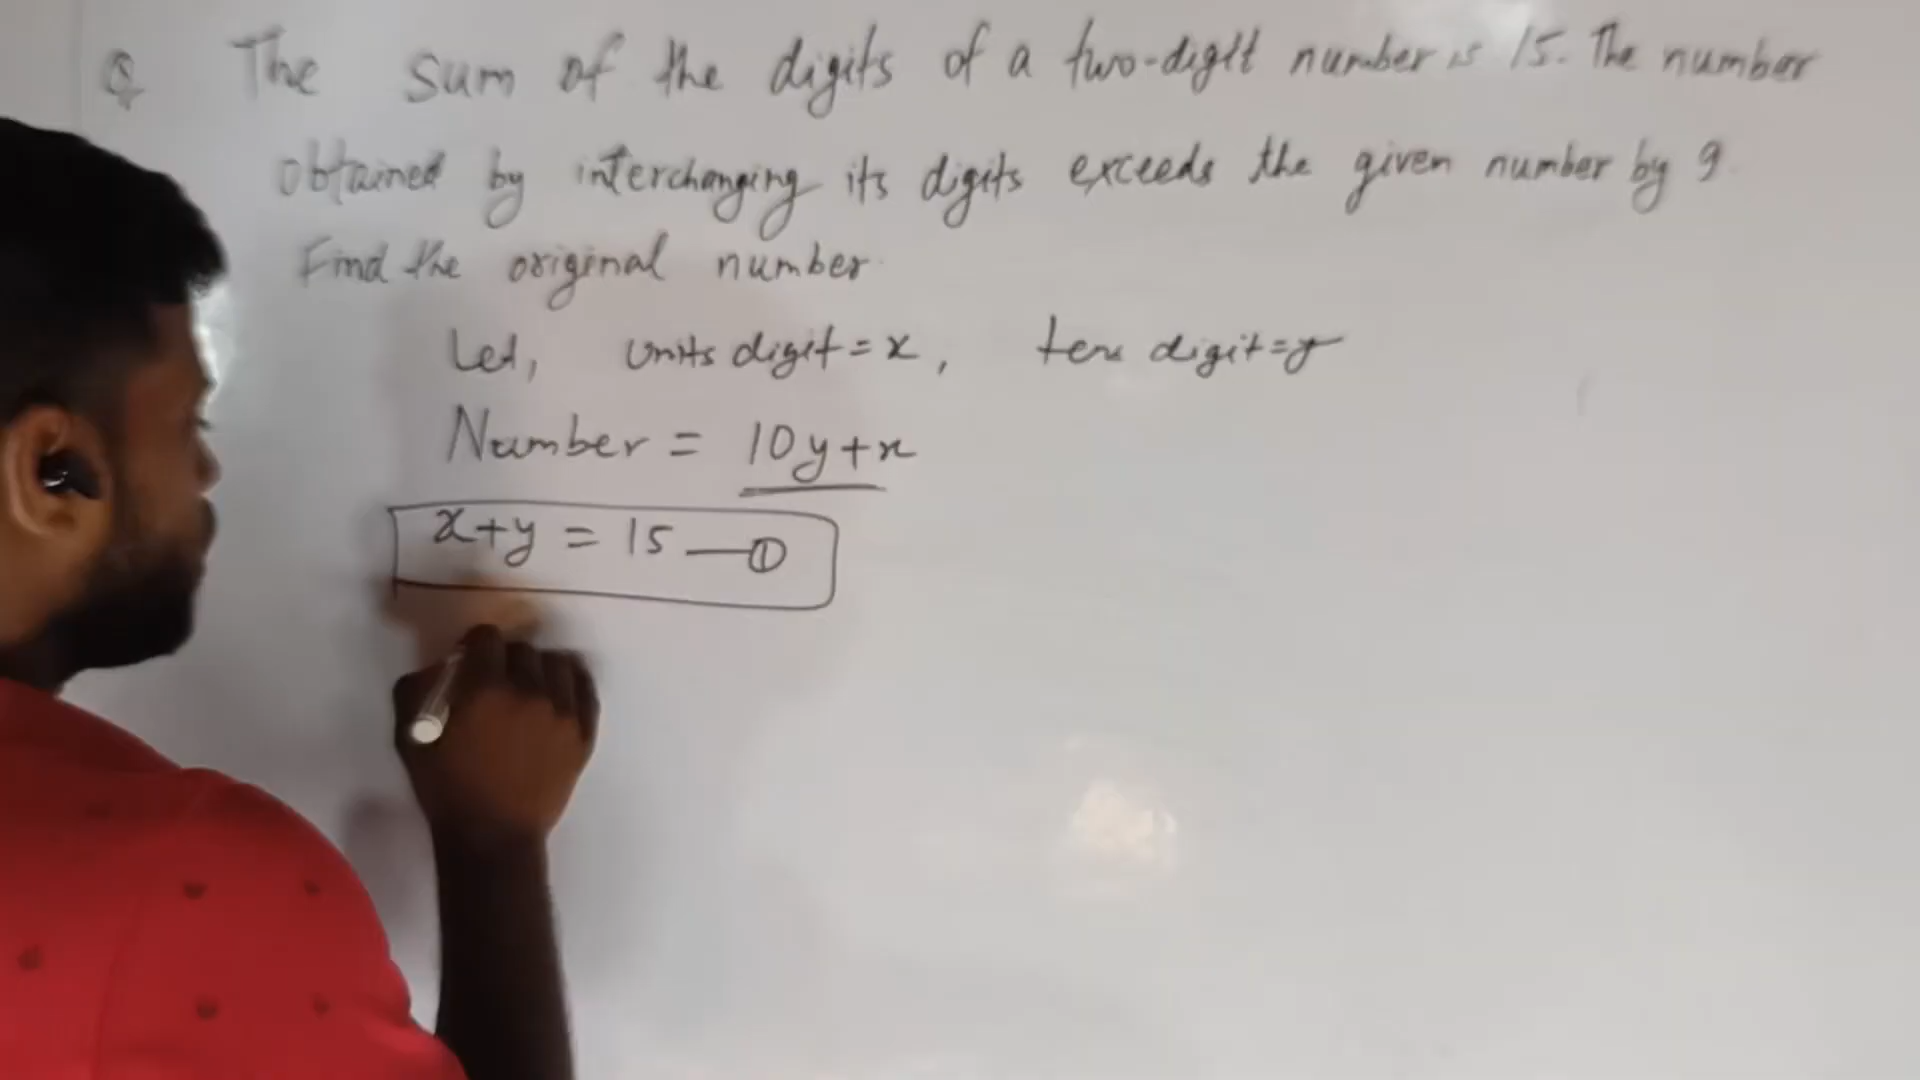 Q The sum of the digits of a two-digit number is 15. The number
obtained by interchanging its digits exceeds the given number by 9
Find the original number
Let, units digit = x, tens digit = y
Number = 10y+x
x+y = 15 —①